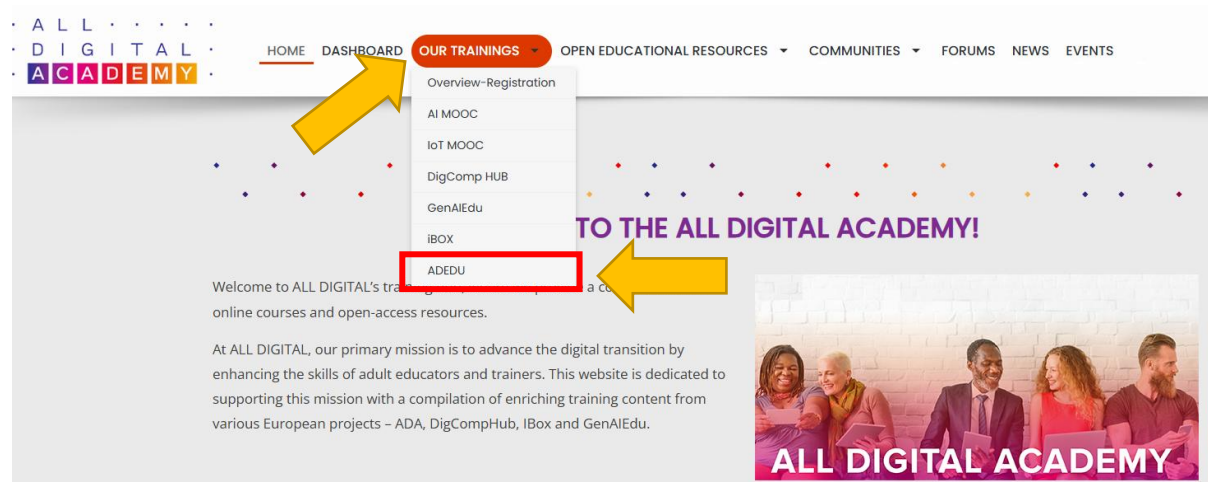 ALL
DIGITAL
ACADEMY
HOME DASHBOARD OUR TRAININGS OPEN EDUCATIONAL RESOURCES COMMUNITIES FORUMS NEWS EVENTS
Overview-Registration
AI MOOC
IoT MOOC
DigComp HUB
GenAIEdu
iBOX
ADEDU
TO THE ALL DIGITAL ACADEMY!
Welcome to ALL DIGITAL's
online courses and open-access resources.
At ALL DIGITAL, our primary mission is to advance the digital transition by
enhancing the skills of adult educators and trainers. This website is dedicated to
supporting this mission with a compilation of enriching training content from
various European projects – ADA, DigCompHub, IBox and GenAIEdu.
ALL DIGITAL ACADEMY